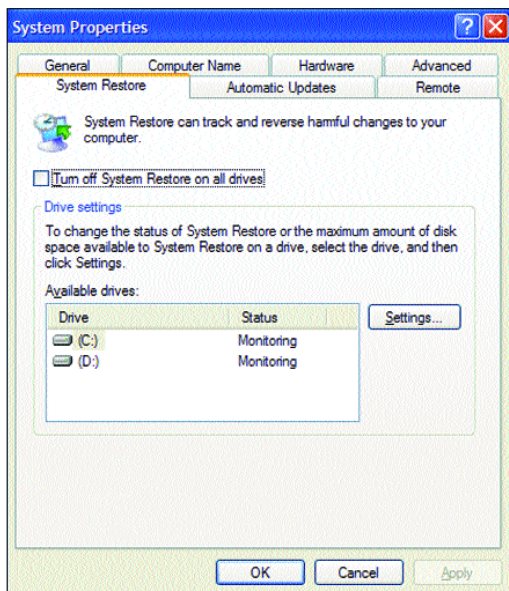 System Properties
General Computer Name Hardware Advanced
System Restore Automatic Updates Remote
System Restore can track and reverse harmful changes to your
computer.
Turn off System Restore on all drives
Drive settings
To change the status of System Restore or the maximum amount of disk
space available to System Restore on a drive, select the drive, and then
click Settings.
Available drives:
Drive Status
Settings...
(C:) Monitoring
(D:) Monitoring
OK Cancel Apply